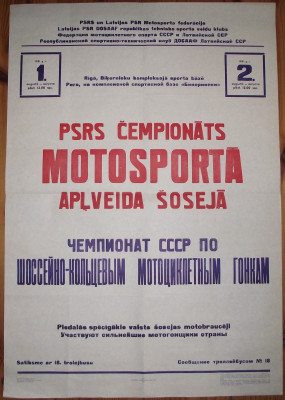 PSRS un Latvijas PSR Motosporta federācija
Latvijas PSR DOSAAF republikas tehniskā sporta veidu klubs
Федерация мотоциклетного спорта СССР и Латвийской ССР
Республиканский спортивно-технический клуб ДОСААФ Латвийской ССР
1.
2.
Rīgā, Biķernieku kompleksajā sporta bāzē
Рига, на комплексной спортивной базе «Бикерниеки»
PSRS ČEMPIONĀTS
MOTOSPORTĀ
APĻVEIDA ŠOSEJĀ
ЧЕМПИОНАТ СССР ПО
ШОССЕЙНО-КОЛЬЦЕВЫМ МОТОЦИКЛЕТНЫМ ГОНКАМ
Piedalās spēcīgākie valsts šosejas motobraucēji
Участвуют сильнейшие мотогонщики страны
Satiksme ar 18. trolejbusu
Сообщение троллейбусом № 18